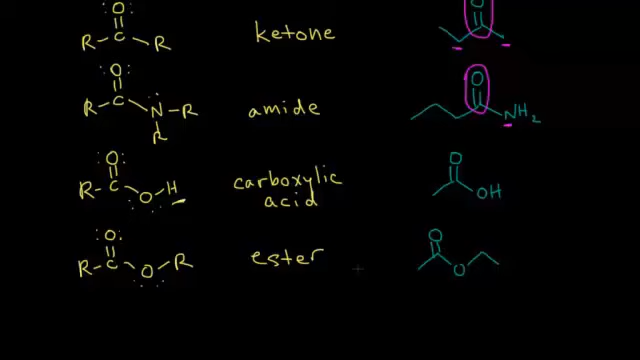 O O
R C R ketone
O O
R C N R amide NH2
R
O O
R C O H carboxylic OH
acid
O O
R C O R ester O